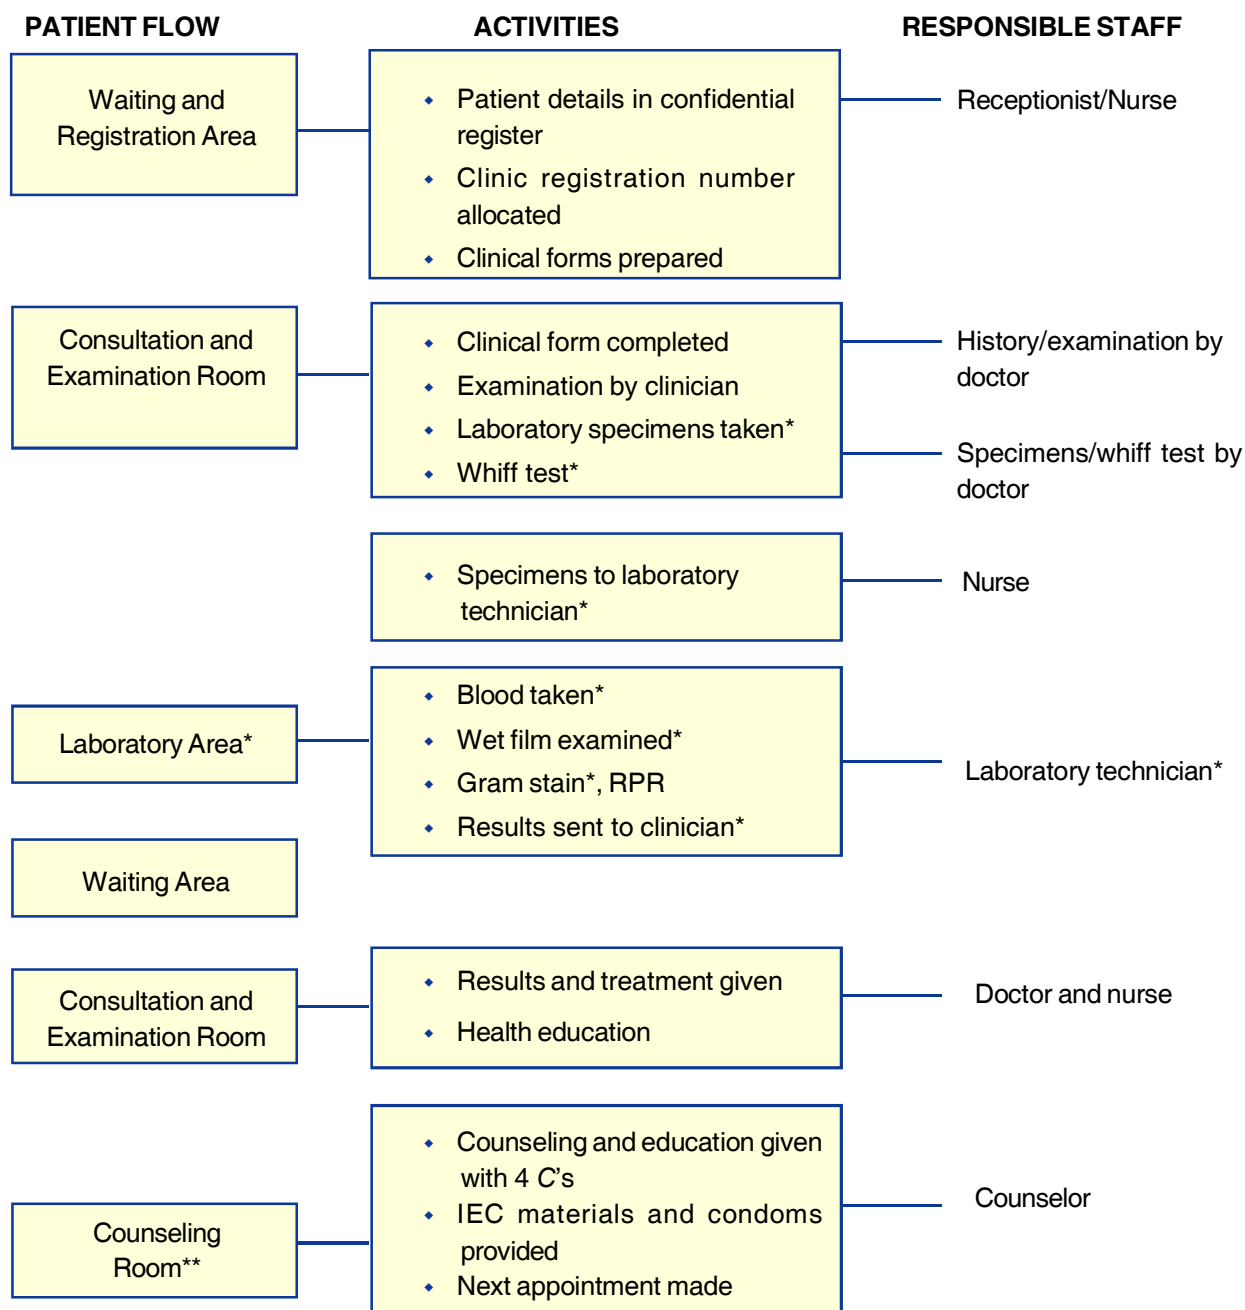 PATIENT FLOW
ACTIVITIES
RESPONSIBLE STAFF
Waiting and
Registration Area
• Patient details in confidential
register
• Clinic registration number
allocated
• Clinical forms prepared
Receptionist/Nurse
Consultation and
Examination Room
• Clinical form completed
• Examination by clinician
• Laboratory specimens taken*
• Whiff test*
History/examination by
doctor
Specimens/whiff test by
doctor
• Specimens to laboratory
technician*
Nurse
Laboratory Area*
• Blood taken*
• Wet film examined*
• Gram stain*, RPR
• Results sent to clinician*
Laboratory technician*
Waiting Area
Consultation and
Examination Room
• Results and treatment given
• Health education
Doctor and nurse
Counseling
Room**
• Counseling and education given
with 4 C's
• IEC materials and condoms
provided
• Next appointment made
Counselor